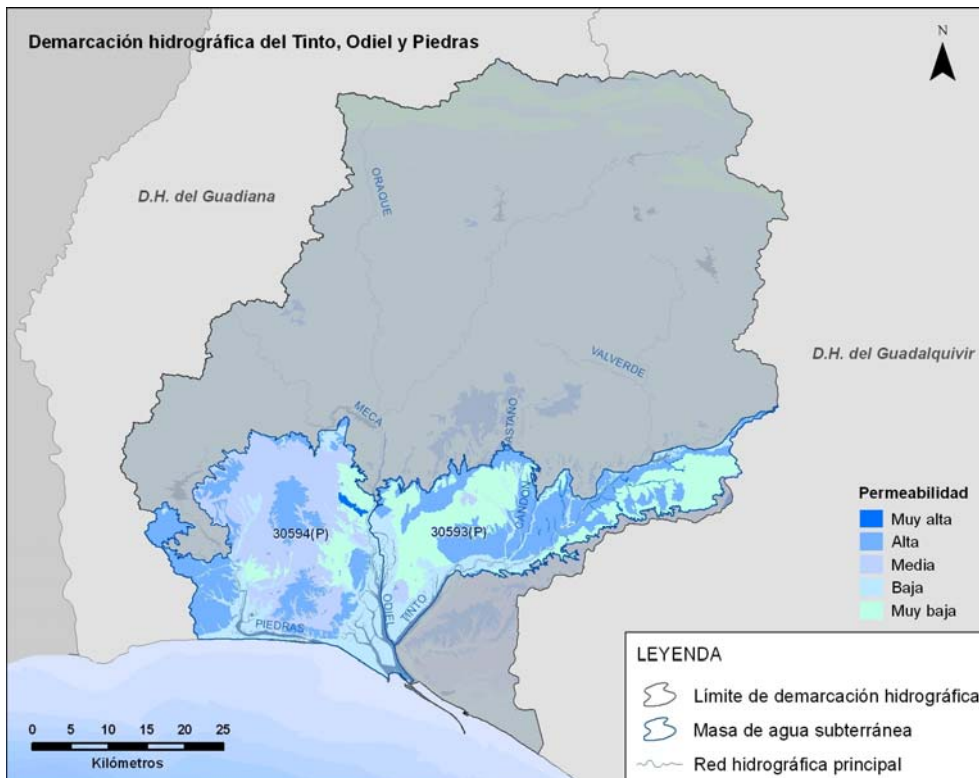 Demarcación hidrográfica del Tinto, Odiel y Piedras
N
D.H. del Guadiana
ORAQUE
D.H. del Guadalquivir
VALVERDE
MECA
CASTAÑO
CANDÓN
30594(P)
30593(P)
ODIEL
TINTO
PIEDRAS
Permeabilidad
Muy alta
Alta
Media
Baja
Muy baja
LEYENDA
Límite de demarcación hidrográfica
Masa de agua subterránea
Red hidrográfica principal
0 5 10 15 20 25
Kilómetros